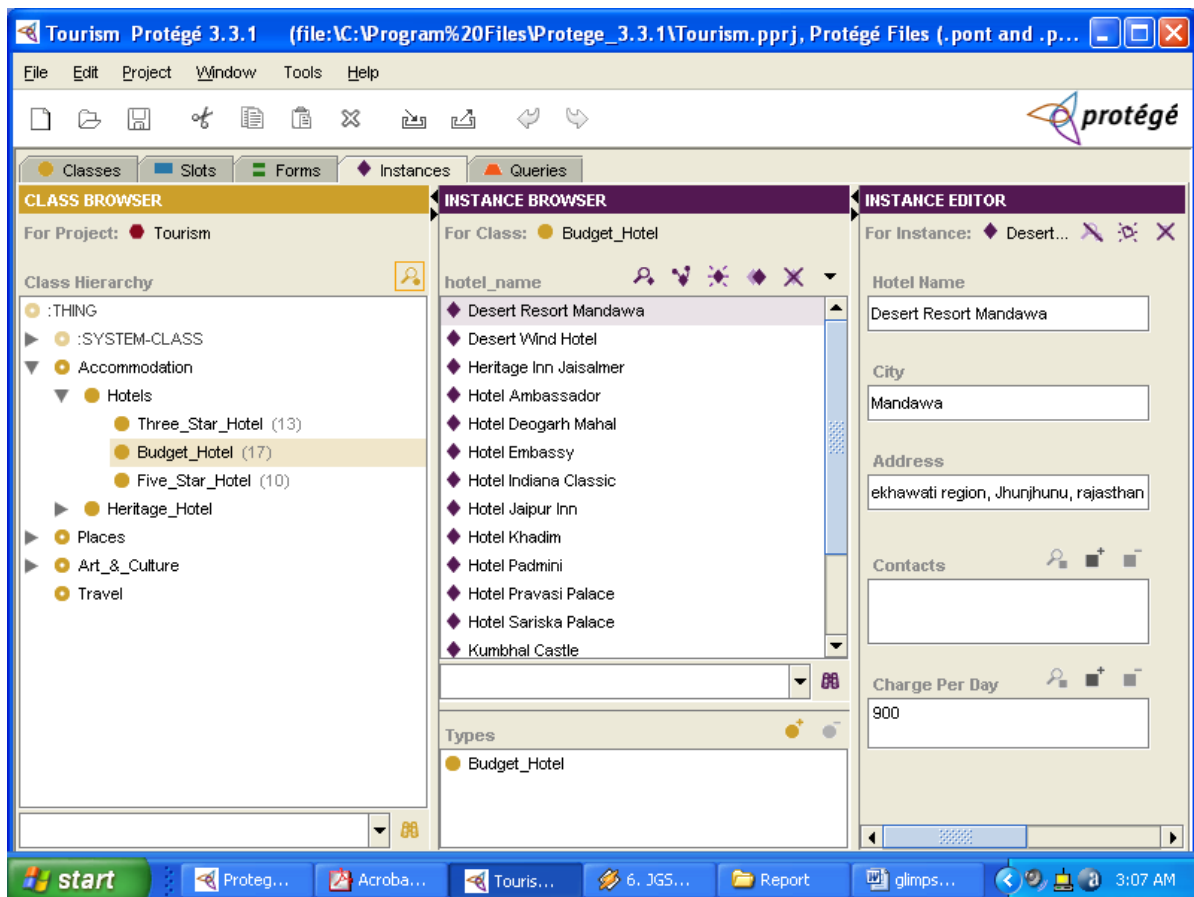 Tourism Protégé 3.3.1 (file:\C:\Program%20Files\Protege_3.3.1\Tourism.pprj, Protégé Files (.pont and .p...
File Edit Project Window Tools Help
protégé
Classes Slots Forms Instances Queries
CLASS BROWSER
For Project: Tourism
Class Hierarchy
:THING
:SYSTEM-CLASS
Accommodation
Hotels
Three_Star_Hotel (13)
Budget_Hotel (17)
Five_Star_Hotel (10)
Heritage_Hotel
Places
Art_&_Culture
Travel
INSTANCE BROWSER
For Class: Budget_Hotel
hotel_name
Desert Resort Mandawa
Desert Wind Hotel
Heritage Inn Jaisalmer
Hotel Ambassador
Hotel Deogarh Mahal
Hotel Embassy
Hotel Indiana Classic
Hotel Jaipur Inn
Hotel Khadim
Hotel Padmini
Hotel Pravasi Palace
Hotel Sariska Palace
Kumbhal Castle
Types
Budget_Hotel
INSTANCE EDITOR
For Instance: Desert...
Hotel Name
Desert Resort Mandawa
City
Mandawa
Address
ekhawati region, Jhunjhunu, rajasthan
Contacts
Charge Per Day
900
start Proteg... Acroba... Touris... 6. JGS... Report glimps... 3:07 AM